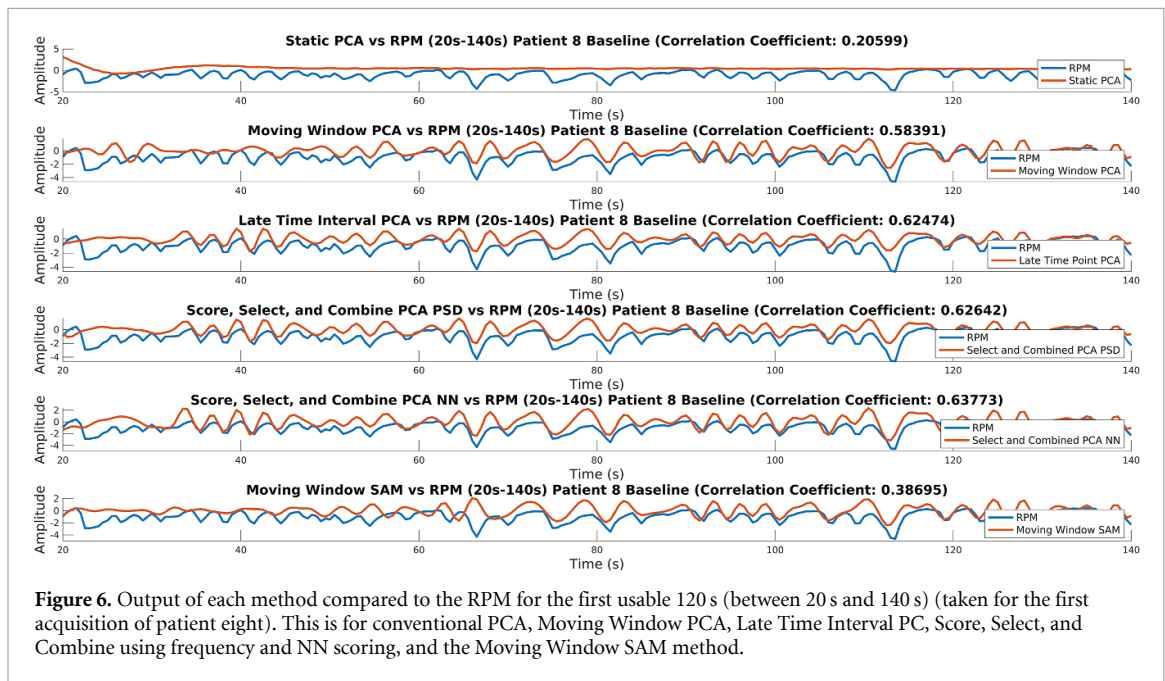 Static PCA vs RPM (20s-140s) Patient 8 Baseline (Correlation Coefficient: 0.20599)
Amplitude
5
0
-5
RPM
Static PCA
20 40 60 80 100 120 140
Time (s)
Moving Window PCA vs RPM (20s-140s) Patient 8 Baseline (Correlation Coefficient: 0.58391)
Amplitude
0
-2
-4
RPM
Moving Window PCA
20 40 60 80 100 120 140
Time (s)
Late Time Interval PCA vs RPM (20s-140s) Patient 8 Baseline (Correlation Coefficient: 0.62474)
Amplitude
0
-2
-4
RPM
Late Time Point PCA
20 40 60 80 100 120 140
Time (s)
Score, Select, and Combine PCA PSD vs RPM (20s-140s) Patient 8 Baseline (Correlation Coefficient: 0.62642)
Amplitude
0
-2
-4
RPM
Select and Combined PCA PSD
20 40 60 80 100 120 140
Time (s)
Score, Select, and Combine PCA NN vs RPM (20s-140s) Patient 8 Baseline (Correlation Coefficient: 0.63773)
Amplitude
2
0
-2
-4
RPM
Select and Combined PCA NN
20 40 60 80 100 120 140
Time (s)
Moving Window SAM vs RPM (20s-140s) Patient 8 Baseline (Correlation Coefficient: 0.38695)
Amplitude
2
0
-2
-4
RPM
Moving Window SAM
20 40 60 80 100 120 140
Time (s)
Figure 6. Output of each method compared to the RPM for the first usable 120 s (between 20 s and 140 s) (taken for the first
acquisition of patient eight). This is for conventional PCA, Moving Window PCA, Late Time Interval PC, Score, Select, and
Combine using frequency and NN scoring, and the Moving Window SAM method.